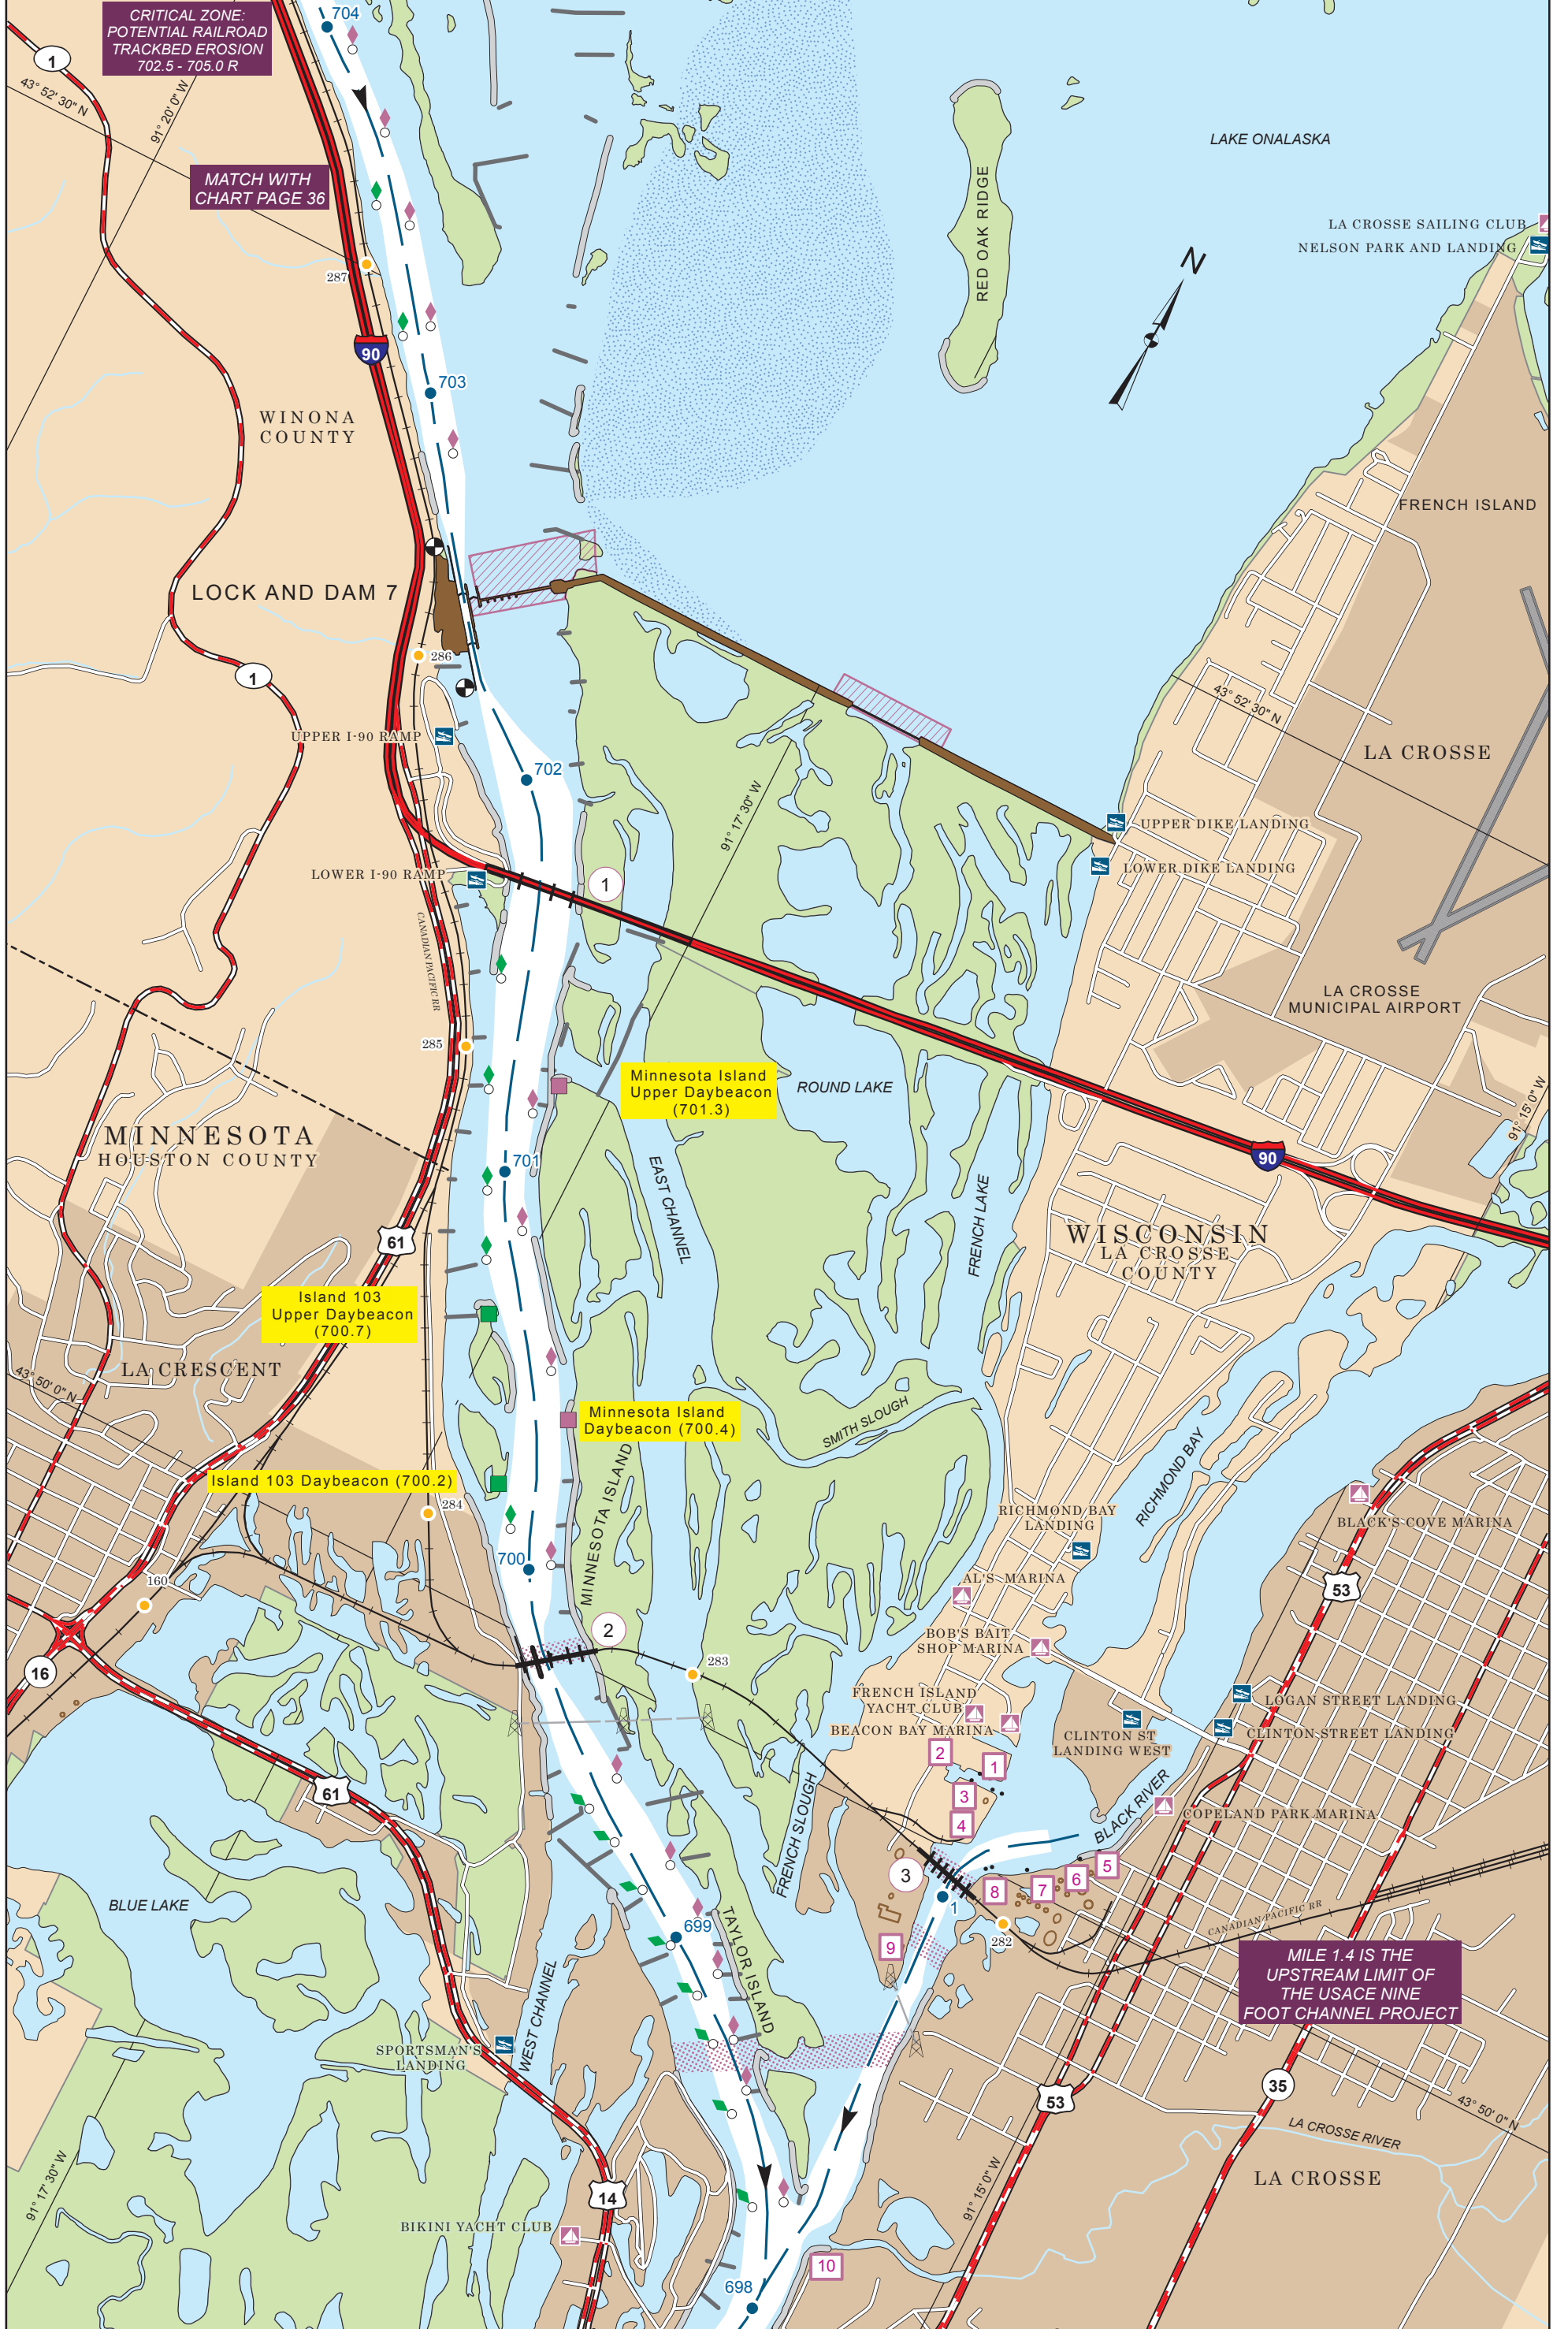 CRITICAL ZONE:
POTENTIAL RAILROAD
TRACKBED EROSION
702.5 - 705.0 R
704
1
43° 52' 30" N
91° 20' 0" W
LAKE ONALASKA
MATCH WITH
CHART PAGE 36
RED OAK RIDGE
LA CROSSE SAILING CLUB
NELSON PARK AND LANDING
N
287
90
703
WINONA
COUNTY
FRENCH ISLAND
LOCK AND DAM 7
286
1
43° 52' 30" N
UPPER I-90 RAMP
LA CROSSE
702
91° 17' 30" W
UPPER DIKE LANDING
LOWER I-90 RAMP
LOWER DIKE LANDING
1
CANADIAN PACIFIC RR
LA CROSSE
MUNICIPAL AIRPORT
285
Minnesota Island
Upper Daybeacon
(701.3)
ROUND LAKE
91° 15' 0" W
MINNESOTA
HOUSTON COUNTY
701
90
EAST CHANNEL
FRENCH LAKE
61
WISCONSIN
LA CROSSE
COUNTY
Island 103
Upper Daybeacon
(700.7)
LA CRESCENT
43° 50' 0" N
Minnesota Island
Daybeacon (700.4)
SMITH SLOUGH
RICHMOND BAY
Island 103 Daybeacon (700.2)
MINNESOTA ISLAND
284
RICHMOND BAY
LANDING
BLACK'S COVE MARINA
700
160
AL'S MARINA
53
2
BOB'S BAIT
SHOP MARINA
16
283
FRENCH ISLAND
YACHT CLUB
LOGAN STREET LANDING
BEACON BAY MARINA
CLINTON ST
LANDING WEST
CLINTON STREET LANDING
2
1
61
3
FRENCH SLOUGH
BLACK RIVER
COPELAND PARK MARINA
4
3
5
6
7
8
BLUE LAKE
1
CANADIAN PACIFIC RR
699
TAYLOR ISLAND
282
9
MILE 1.4 IS THE
UPSTREAM LIMIT OF
THE USACE NINE
FOOT CHANNEL PROJECT
WEST CHANNEL
SPORTSMAN'S
LANDING
35
53
43° 50' 0" N
LA CROSSE RIVER
91° 17' 30" W
91° 15' 0" W
LA CROSSE
14
BIKINI YACHT CLUB
10
698